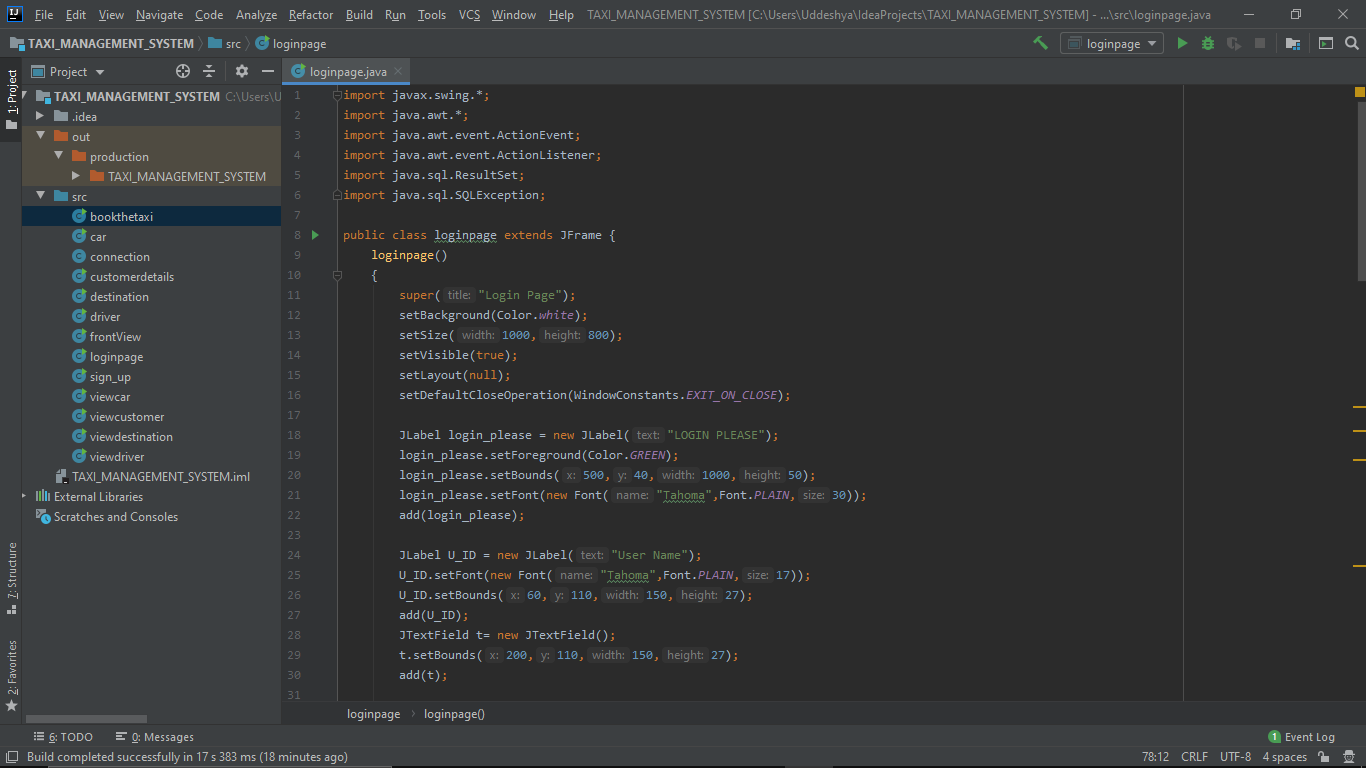 File Edit View Navigate Code Analyze Refactor Build Run Tools VCS Window Help TAXI_MANAGEMENT_SYSTEM [C:\Users\Uddeshya\IdeaProjects\TAXI_MANAGEMENT_SYSTEM] - ...\src\loginpage.java
TAXI_MANAGEMENT_SYSTEM src loginpage loginpage
1: Project
Z: Structure
2: Favorites
Project
TAXI_MANAGEMENT_SYSTEM C:\Users\U
.idea
out
production
TAXI_MANAGEMENT_SYSTEM
src
bookthetaxi
car
connection
customerdetails
destination
driver
frontView
loginpage
sign_up
viewcar
viewcustomer
viewdestination
viewdriver
TAXI_MANAGEMENT_SYSTEM.iml
External Libraries
Scratches and Consoles
loginpage.java
1 import javax.swing.*;
2 import java.awt.*;
3 import java.awt.event.ActionEvent;
4 import java.awt.event.ActionListener;
5 import java.sql.ResultSet;
6 import java.sql.SQLException;
7
8 public class loginpage extends JFrame {
9 loginpage()
10 {
11 super( title: "Login Page");
12 setBackground(Color.white);
13 setSize( width: 1000, height: 800);
14 setVisible(true);
15 setLayout(null);
16 setDefaultCloseOperation(WindowConstants.EXIT_ON_CLOSE);
17
18 JLabel login_please = new JLabel( text: "LOGIN PLEASE");
19 login_please.setForeground(Color.GREEN);
20 login_please.setBounds( x: 500, y: 40, width: 1000, height: 50);
21 login_please.setFont(new Font( name: "Tahoma",Font.PLAIN, size: 30));
22 add(login_please);
23
24 JLabel U_ID = new JLabel( text: "User Name");
25 U_ID.setFont(new Font( name: "Tahoma",Font.PLAIN, size: 17));
26 U_ID.setBounds( x: 60, y: 110, width: 150, height: 27);
27 add(U_ID);
28 JTextField t= new JTextField();
29 t.setBounds( x: 200, y: 110, width: 150, height: 27);
30 add(t);
31
loginpage loginpage()
6: TODO 0: Messages 1 Event Log
Build completed successfully in 17 s 383 ms (18 minutes ago) 78:12 CRLF UTF-8 4 spaces